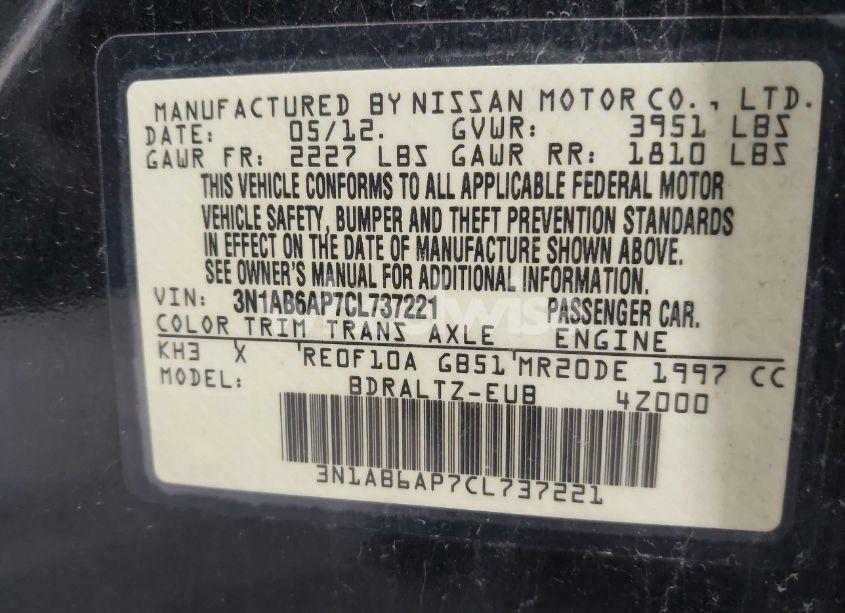 MANUFACTURED BY NISSAN MOTOR CO., LTD.
DATE: 05/12. GVWR: 3951 LBS
GAWR FR: 2227 LBS GAWR RR: 1810 LBS
THIS VEHICLE CONFORMS TO ALL APPLICABLE FEDERAL MOTOR
VEHICLE SAFETY, BUMPER AND THEFT PREVENTION STANDARDS
IN EFFECT ON THE DATE OF MANUFACTURE SHOWN ABOVE.
SEE OWNER'S MANUAL FOR ADDITIONAL INFORMATION.
VIN: 3N1AB6AP7CL737221 PASSENGER CAR.
COLOR TRIM TRANS AXLE ENGINE
KH3 X RE0F10A GB51 MR20DE 1997 CC
MODEL: BDRALTZ-EUB 4Z000
3N1AB6AP7CL737221